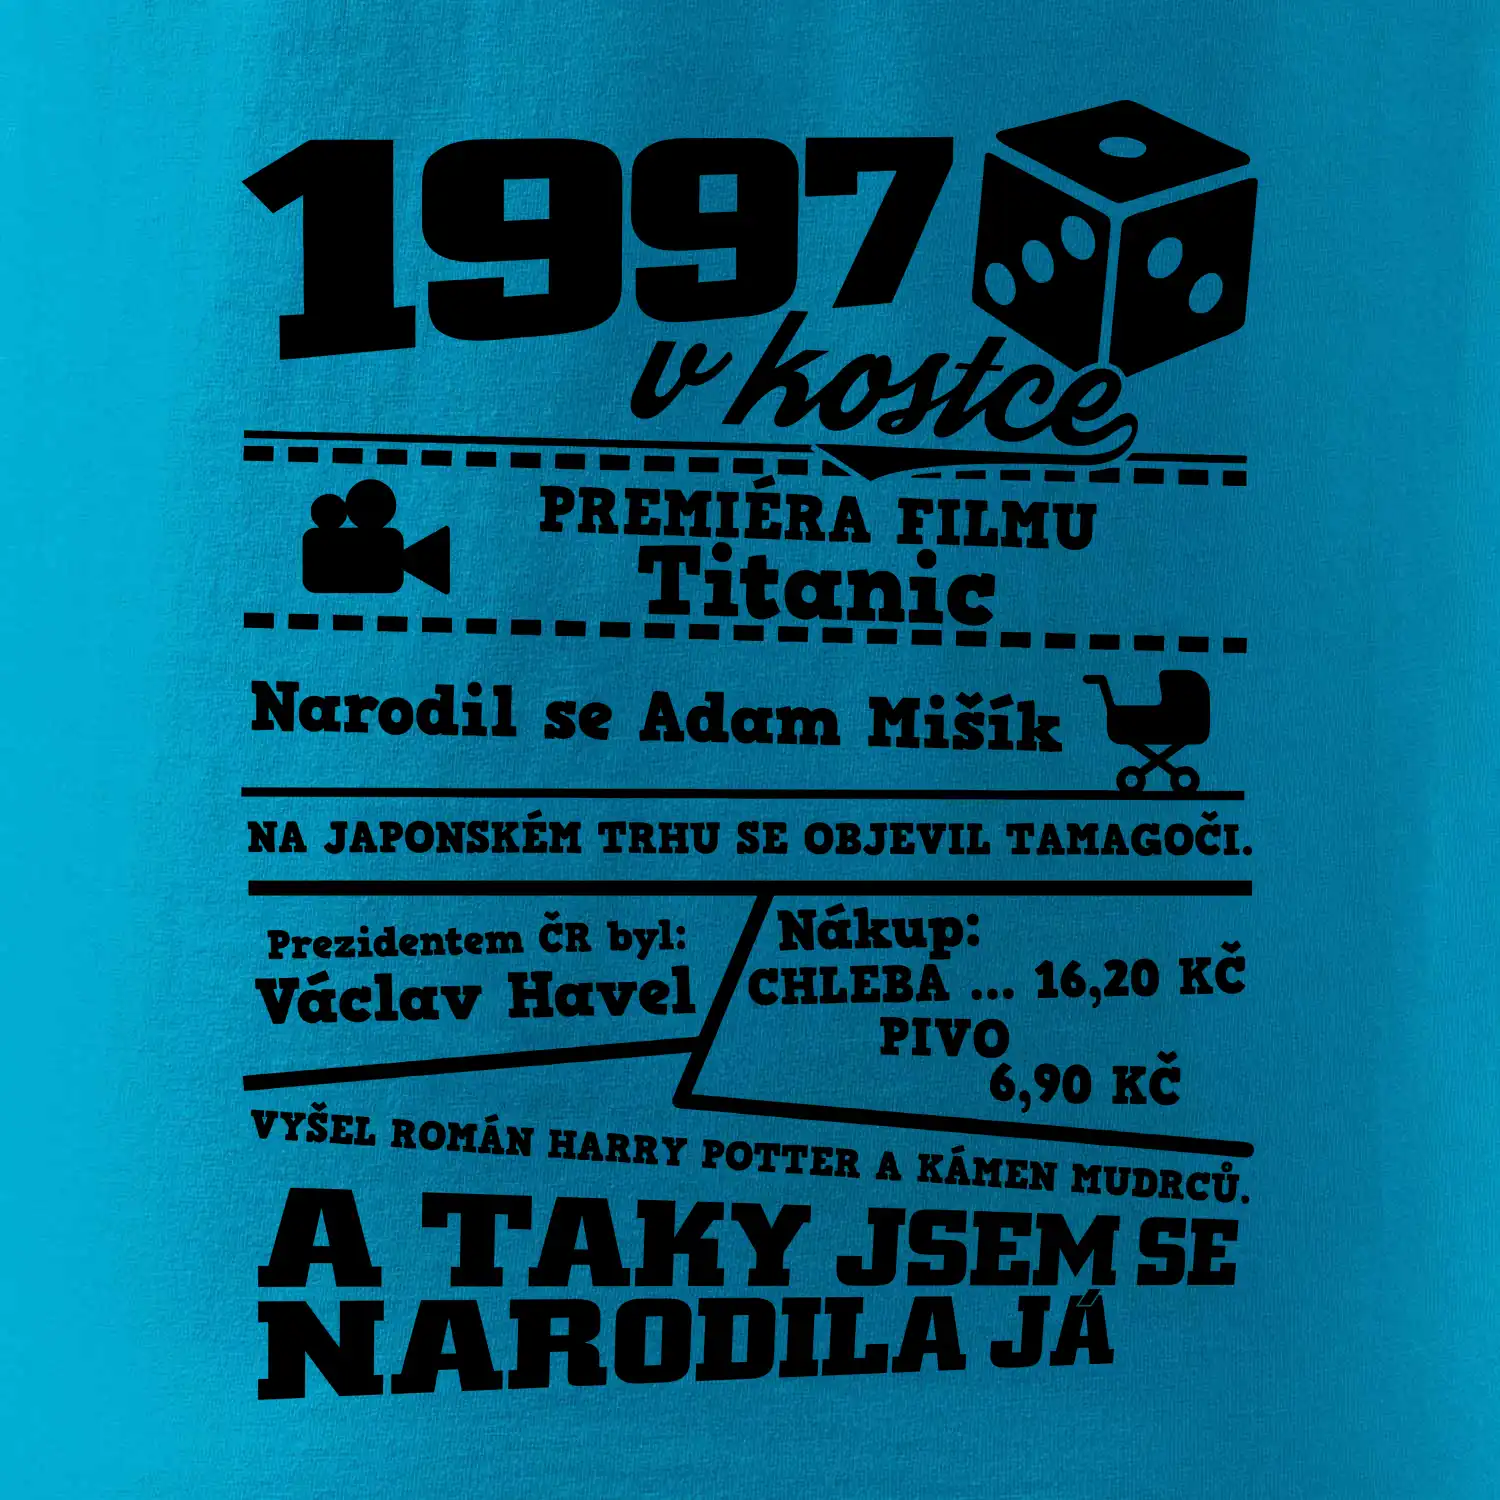 1997
v kostce
PREMIÉRA FILMU
Titanic
Narodil se Adam Mišík
NA JAPONSKÉM TRHU SE OBJEVIL TAMAGOČI.
Prezidentem ČR byl:
Václav Havel
Nákup:
CHLEBA ... 16,20 KČ
PIVO
6,90 KČ
VYŠEL ROMÁN HARRY POTTER A KÁMEN MUDRCŮ.
A TAKY JSEM SE
NARODILA JÁ